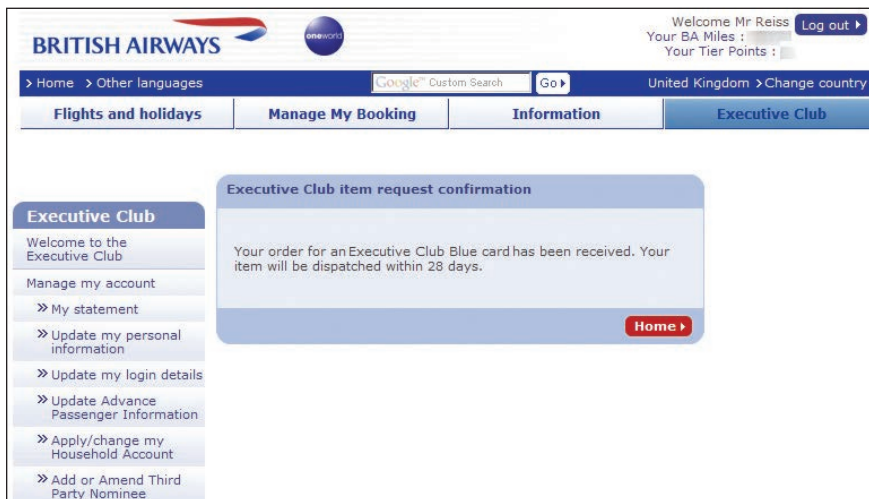 BRITISH AIRWAYS
oneworld
Welcome Mr Reiss
Your BA Miles :
Your Tier Points :
Log out
> Home > Other languages
Google™ Custom Search
Go
United Kingdom > Change country
Flights and holidays
Manage My Booking
Information
Executive Club
Executive Club
Welcome to the
Executive Club
Manage my account
» My statement
» Update my personal
information
» Update my login details
» Update Advance
Passenger Information
» Apply/change my
Household Account
» Add or Amend Third
Party Nominee
Executive Club item request confirmation
Your order for an Executive Club Blue card has been received. Your
item will be dispatched within 28 days.
Home